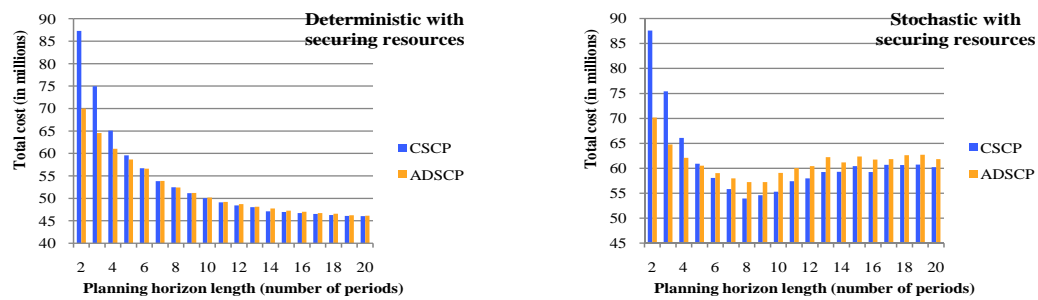 Deterministic with
securing resources
Total cost (in millions)
90
85
80
75
70
65
60
55
50
45
40
2 4 6 8 10 12 14 16 18 20
Planning horizon length (number of periods)
CSCP
ADSCP
Stochastic with
securing resources
Total cost (in millions)
90
85
80
75
70
65
60
55
50
45
2 4 6 8 10 12 14 16 18 20
Planning horizon length (number of periods)
CSCP
ADSCP